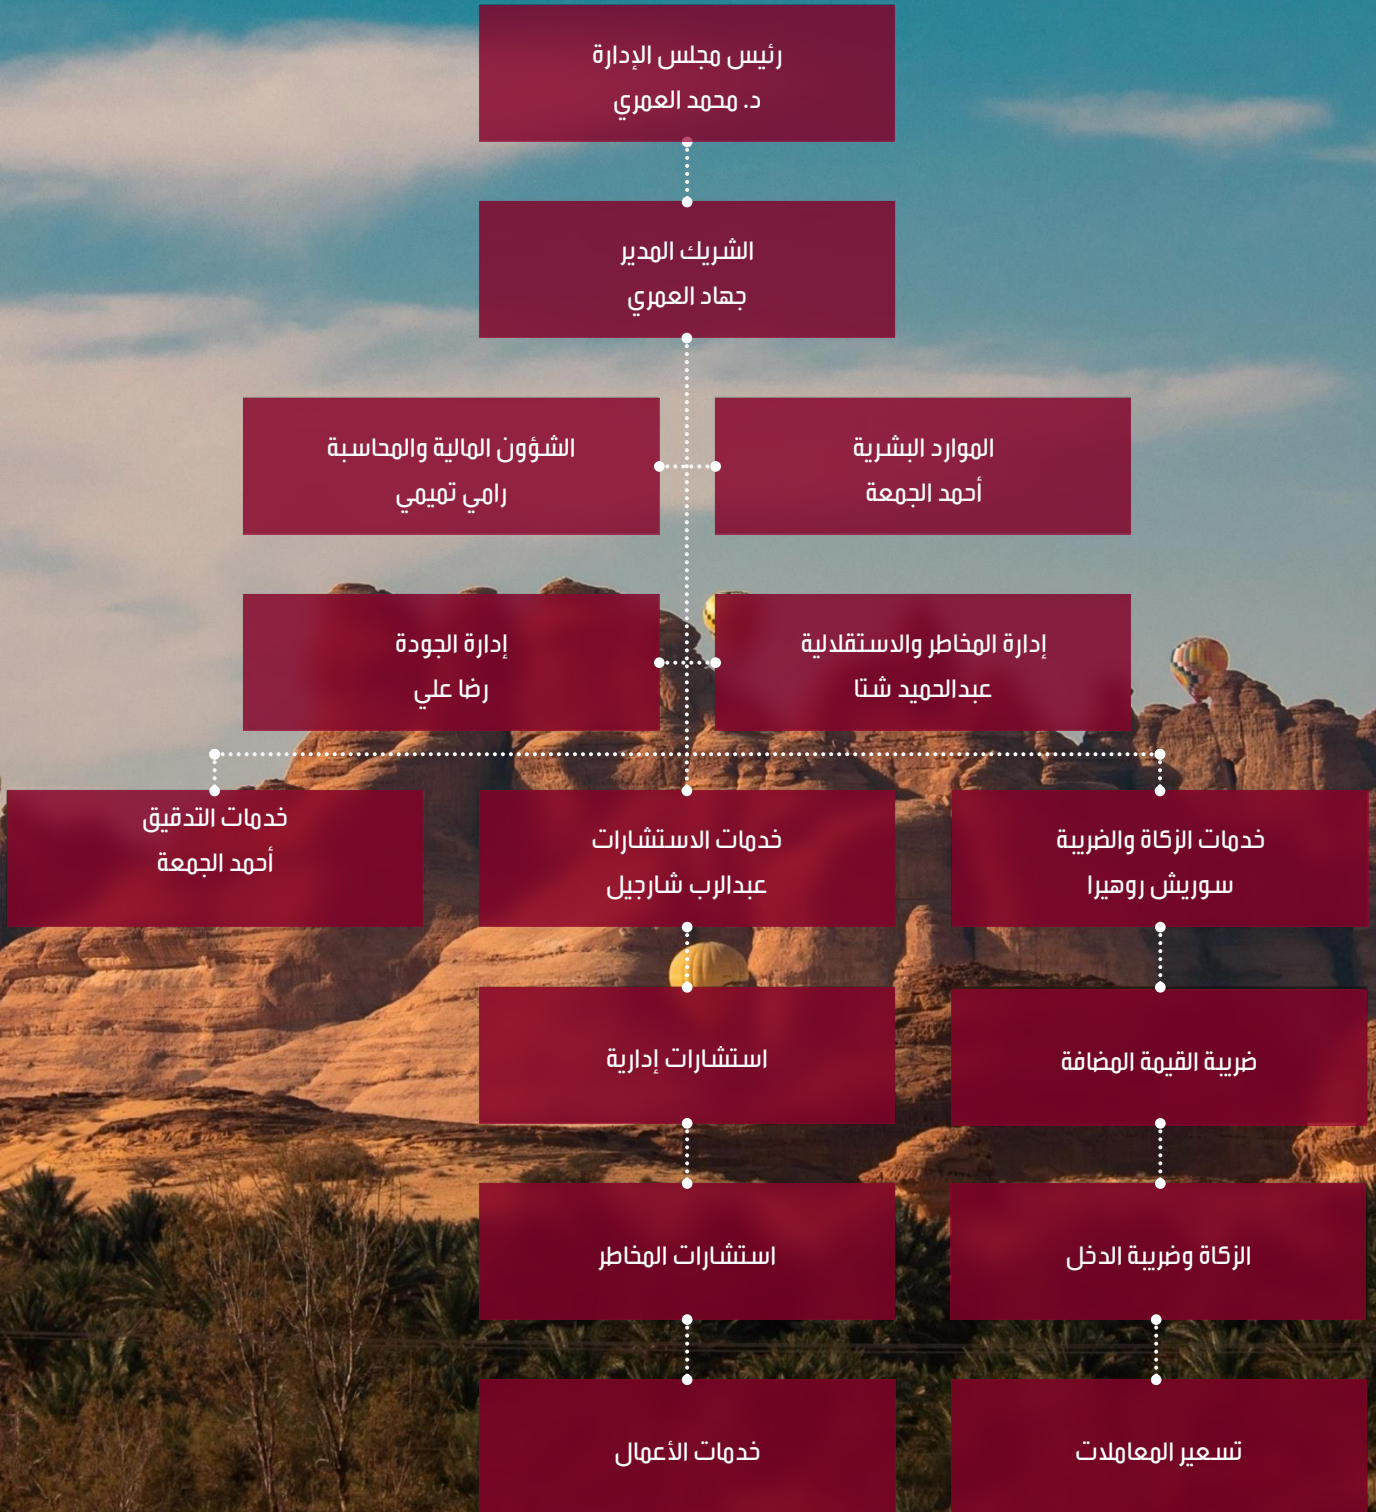 رئيس مجلس الإدارة
د. محمد العمري
الشريك المدير
جهاد العمري
الموارد البشرية
أحمد الجمعة
الشؤون المالية والمحاسبة
رامي تميمي
إدارة المخاطر والاستقلالية
عبدالحميد شتا
إدارة الجودة
رضا علي
خدمات الزكاة والضريبة
سوريش روهيرا
خدمات الاستشارات
عبدالرب شارجيل
خدمات التدقيق
أحمد الجمعة
ضريبة القيمة المضافة
استشارات إدارية
الزكاة وضريبة الدخل
استشارات المخاطر
تسعير المعاملات
خدمات الأعمال